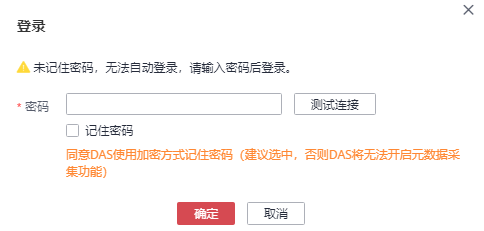 登录
未记住密码，无法自动登录，请输入密码后登录。
* 密码
测试连接
记住密码
同意DAS使用加密方式记住密码（建议选中，否则DAS将无法开启元数据采
集功能）
确定
取消